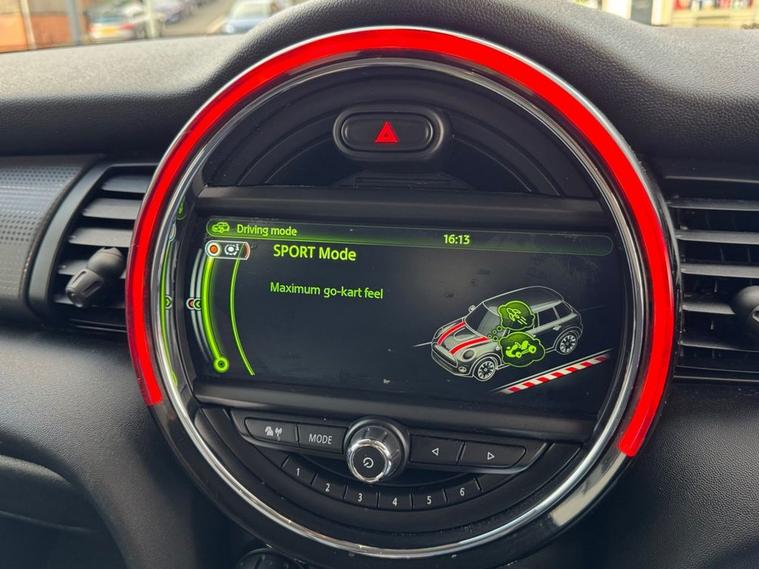 Driving mode
16:13
SPORT Mode
Maximum go-kart feel
MODE
1 2 3 4 5 6